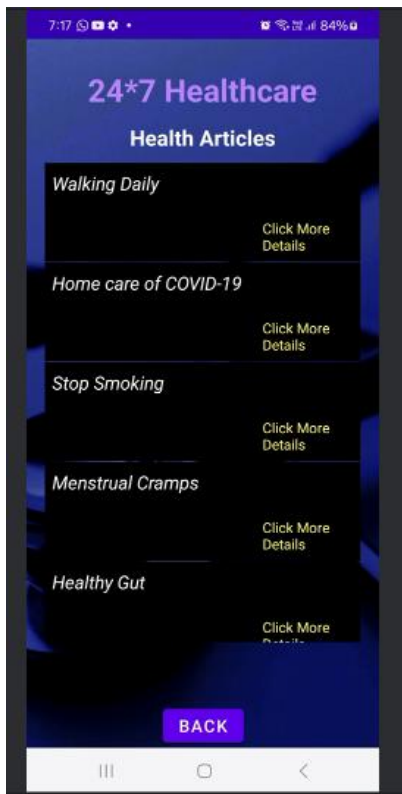 7:17 84%
24*7 Healthcare
Health Articles
Walking Daily
Click More
Details
Home care of COVID-19
Click More
Details
Stop Smoking
Click More
Details
Menstrual Cramps
Click More
Details
Healthy Gut
Click More
Details
BACK